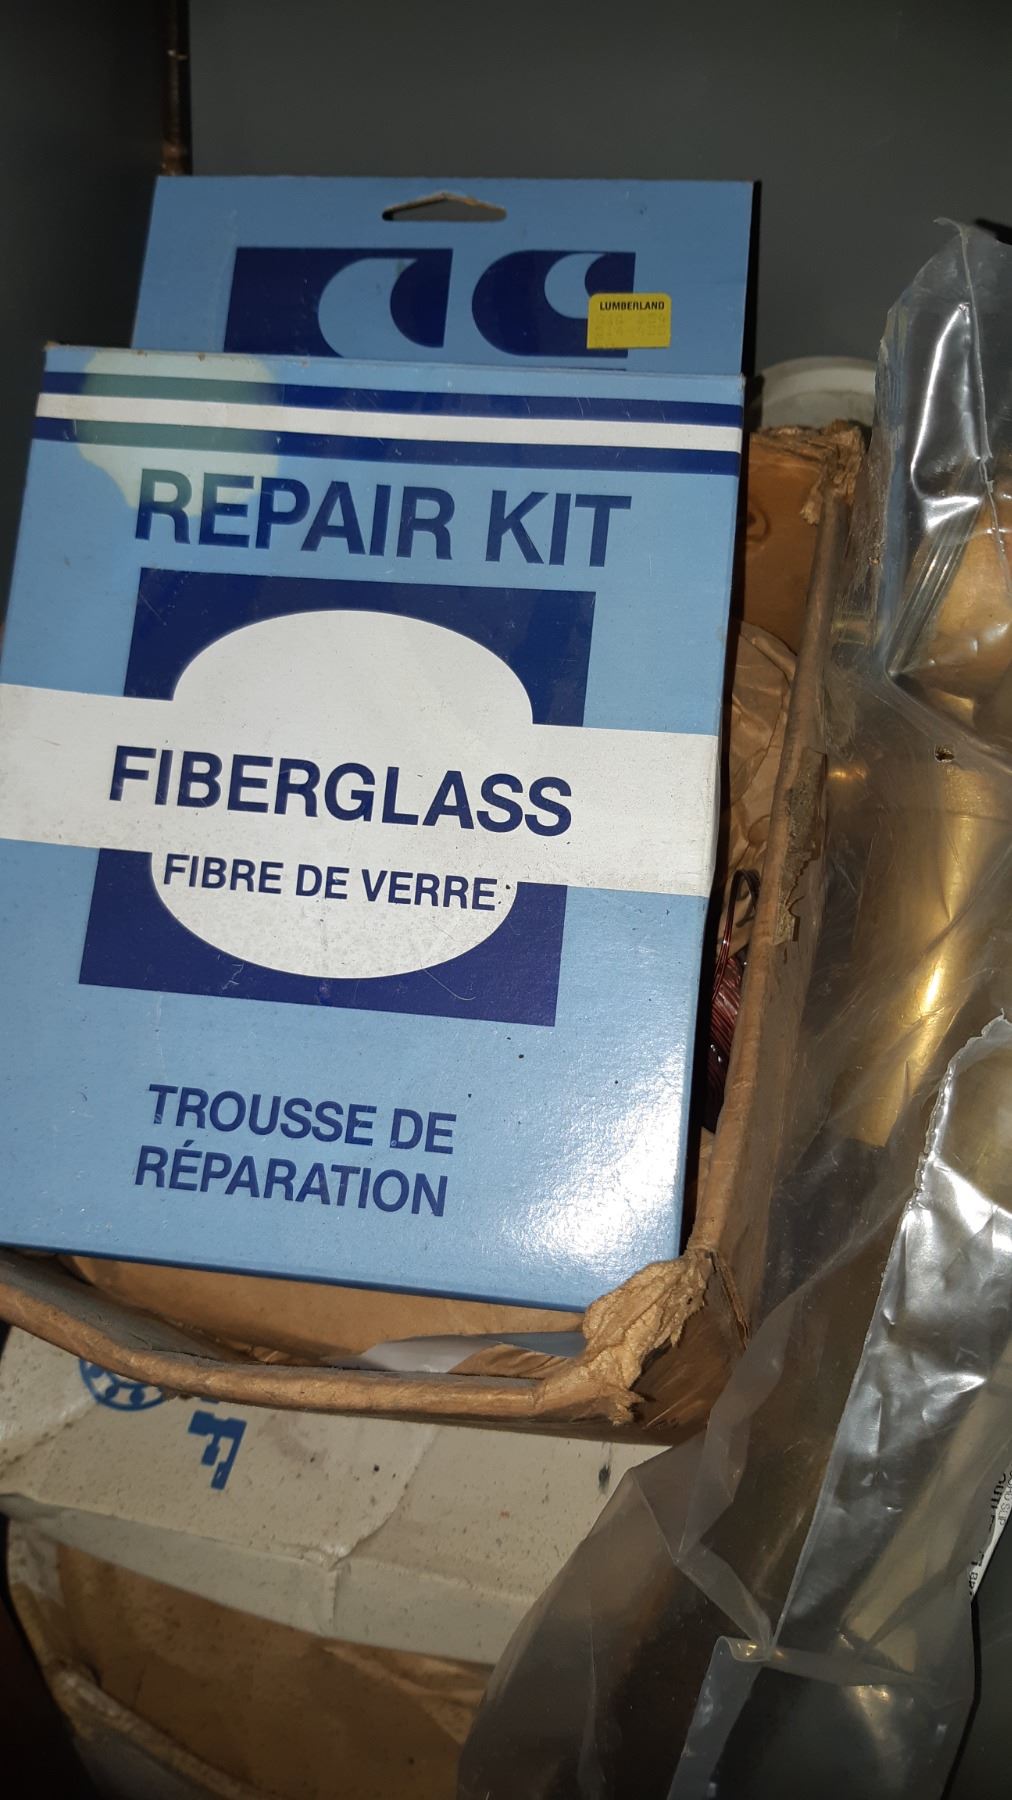 LUMBERLAND
REPAIR KIT
FIBERGLASS
FIBRE DE VERRE
TROUSSE DE
RÉPARATION